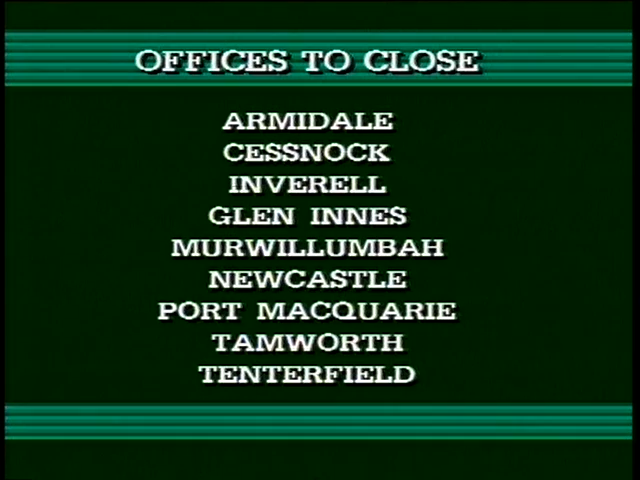 OFFICES TO CLOSE
ARMIDALE
CESSNOCK
INVERELL
GLEN INNES
MURWILLUMBAH
NEWCASTLE
PORT MACQUARIE
TAMWORTH
TENTERFIELD